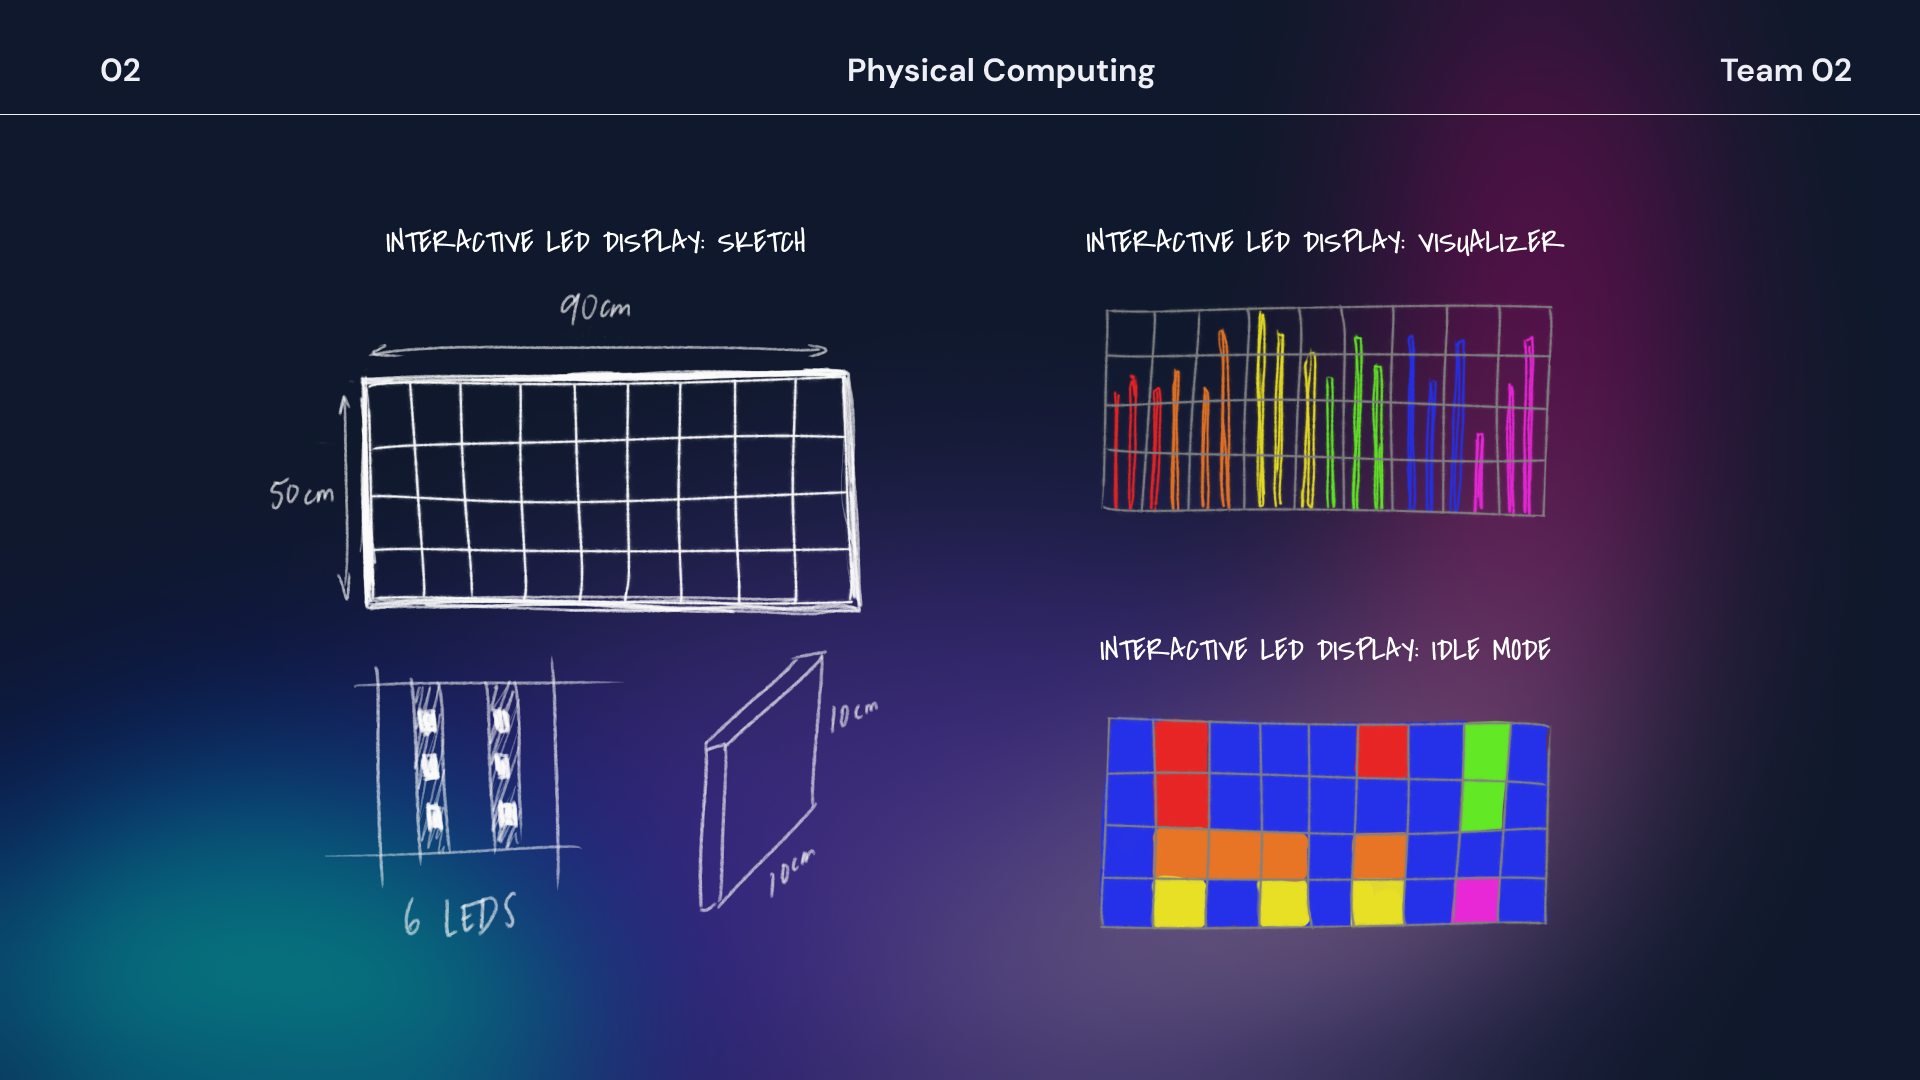 02
Physical Computing
Team 02
INTERACTIVE LED DISPLAY: SKETCH
90cm
50cm
6 LEDS
10cm
10cm
INTERACTIVE LED DISPLAY: VISUALIZER
INTERACTIVE LED DISPLAY: IDLE MODE